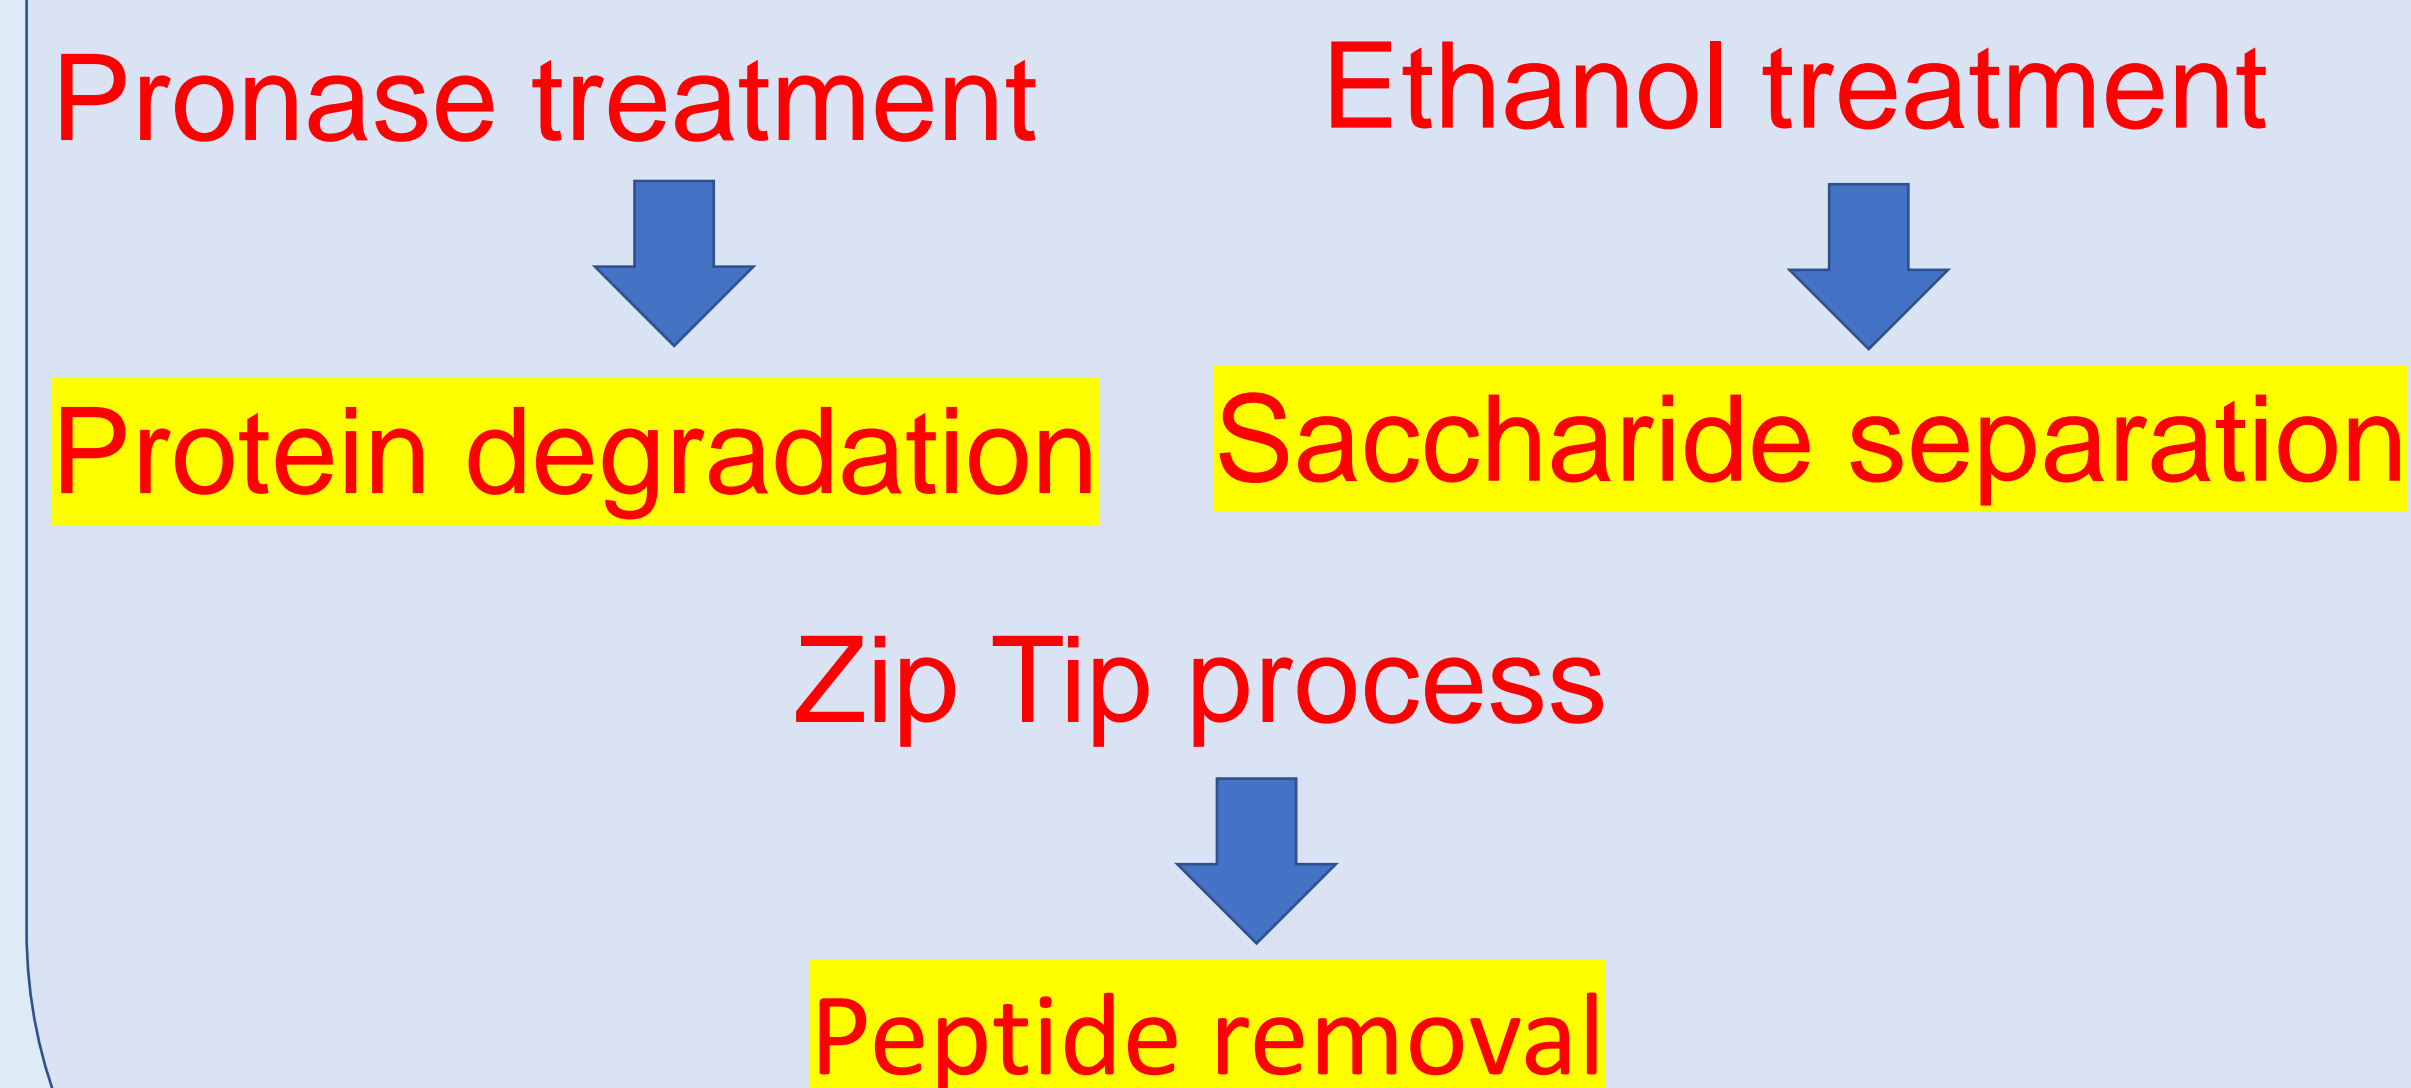 Pronase treatment
Ethanol treatment
Protein degradation
Saccharide separation
Zip Tip process
Peptide removal